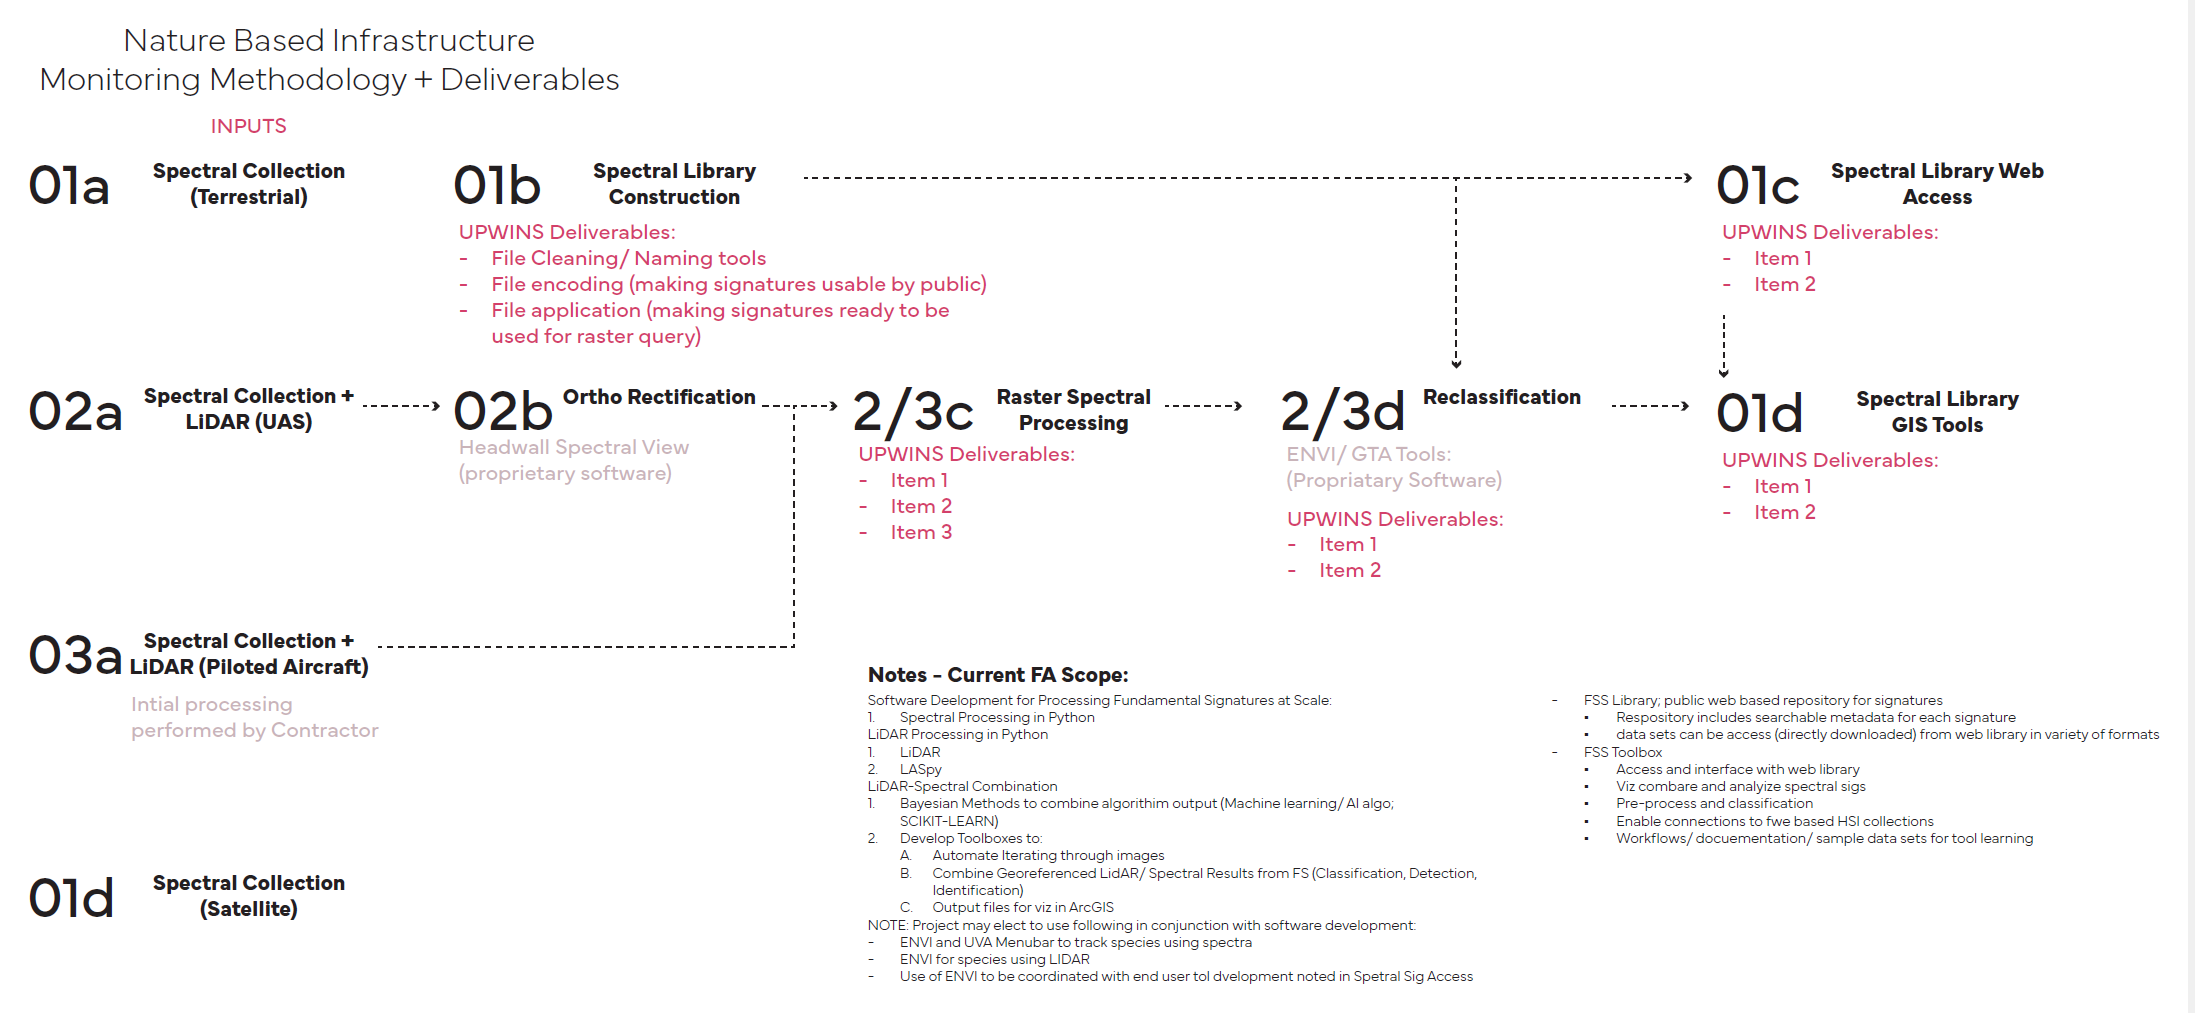 Nature Based Infrastructure
Monitoring Methodology + Deliverables
INPUTS
01a
Spectral Collection
(Terrestrial)
01b
Spectral Library
Construction
UPWINS Deliverables:
- File Cleaning/ Naming tools
- File encoding (making signatures usable by public)
- File application (making signatures ready to be
used for raster query)
01c
Spectral Library Web
Access
UPWINS Deliverables:
- Item 1
- Item 2
02a
Spectral Collection +
LiDAR (UAS)
02b
Ortho Rectification
Headwall Spectral View
(proprietary software)
2/3c
Raster Spectral
Processing
UPWINS Deliverables:
- Item 1
- Item 2
- Item 3
2/3d
Reclassification
ENVI/ GTA Tools:
(Propriatary Software)
UPWINS Deliverables:
- Item 1
- Item 2
01d
Spectral Library
GIS Tools
UPWINS Deliverables:
- Item 1
- Item 2
03a
Spectral Collection +
LiDAR (Piloted Aircraft)
Intial processing
performed by Contractor
01d
Spectral Collection
(Satellite)
Notes - Current FA Scope:
Software Deelopment for Processing Fundamental Signatures at Scale:
1. Spectral Processing in Python
LiDAR Processing in Python
1. LiDAR
2. LASpy
LiDAR-Spectral Combination
1. Bayesian Methods to combine algorithim output (Machine learning/ AI algo;
SCIKIT-LEARN)
2. Develop Toolboxes to:
A. Automate Iterating through images
B. Combine Georeferenced LidAR/ Spectral Results from FS (Classification, Detection,
Identification)
C. Output files for viz in ArcGIS
NOTE: Project may elect to use following in conjunction with software development:
- ENVI and UVA Menubar to track species using spectra
- ENVI for species using LIDAR
- Use of ENVI to be coordinated with end user tol dvelopment noted in Spetral Sig Access
- FSS Library; public web based repository for signatures
▪ Respository includes searchable metadata for each signature
▪ data sets can be access (directly downloaded) from web library in variety of formats
- FSS Toolbox
▪ Access and interface with web library
▪ Viz combare and analyize spectral sigs
▪ Pre-process and classification
▪ Enable connections to fwe based HSI collections
▪ Workflows/ docuementation/ sample data sets for tool learning